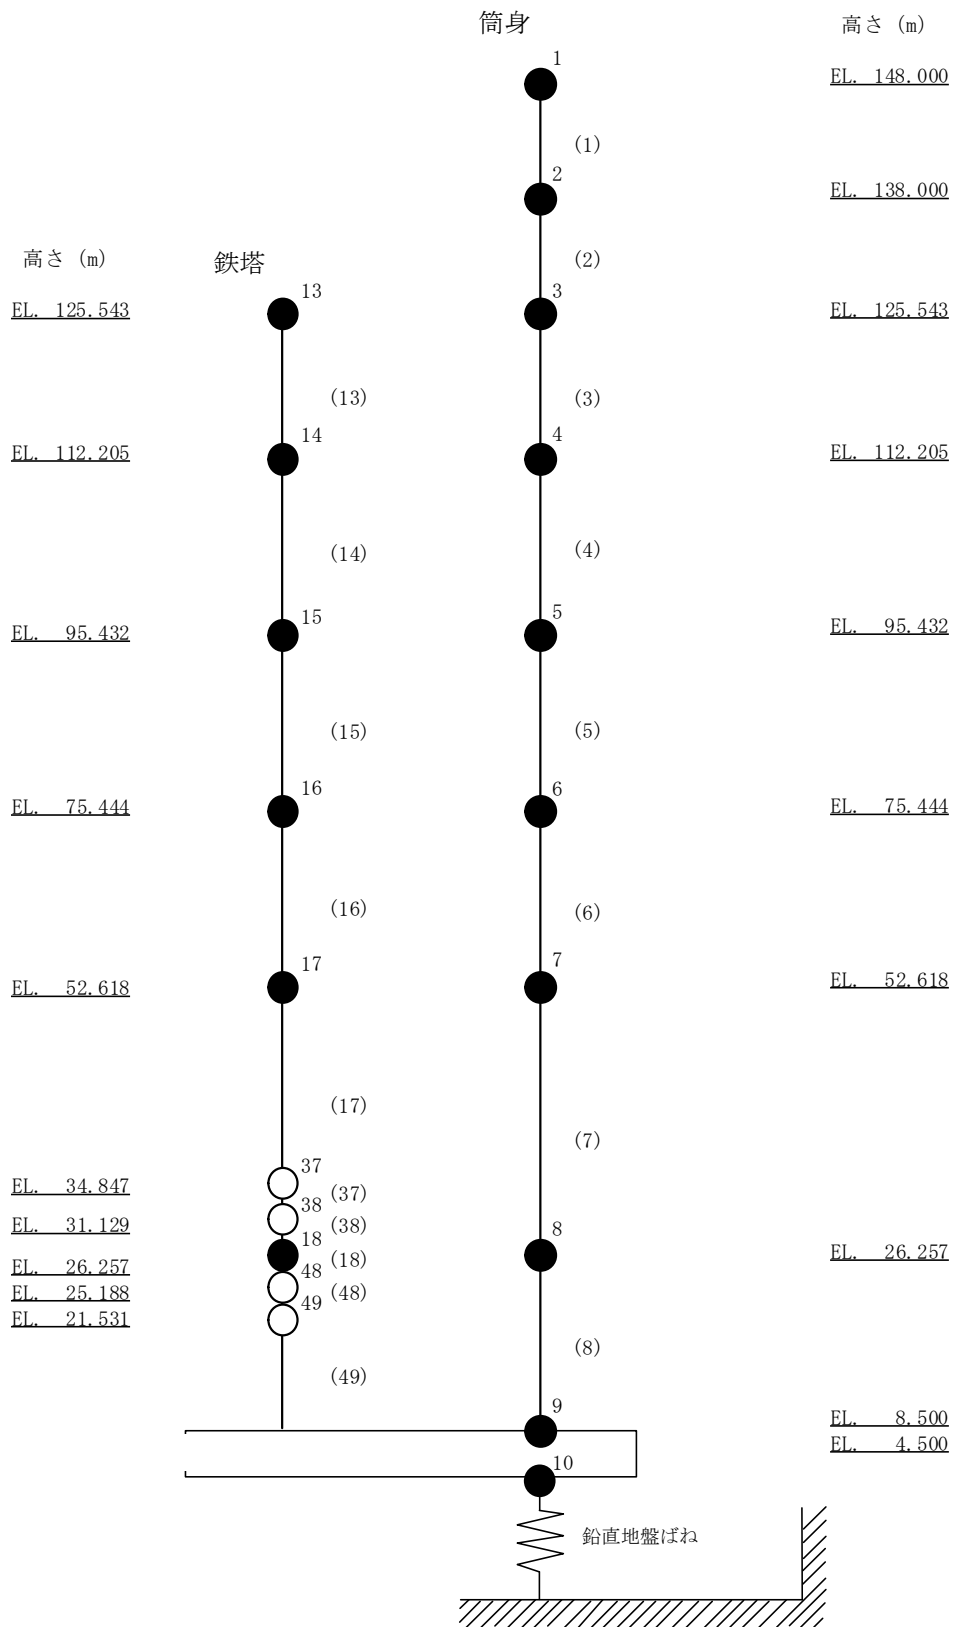 筒身
高さ (m)
1
EL. 148.000
(1)
2
EL. 138.000
(2)
高さ (m)
鉄塔
13
3
EL. 125.543
EL. 125.543
(13)
(3)
14
4
EL. 112.205
EL. 112.205
(14)
(4)
15
5
EL. 95.432
EL. 95.432
(15)
(5)
16
6
EL. 75.444
EL. 75.444
(16)
(6)
17
7
EL. 52.618
EL. 52.618
(17)
(7)
37
EL. 34.847
(37)
38
EL. 31.129
(38)
18
8
EL. 26.257
(18)
EL. 26.257
48
EL. 25.188
(48)
49
EL. 21.531
(49)
(8)
9
EL. 8.500
EL. 4.500
10
鉛直地盤ばね